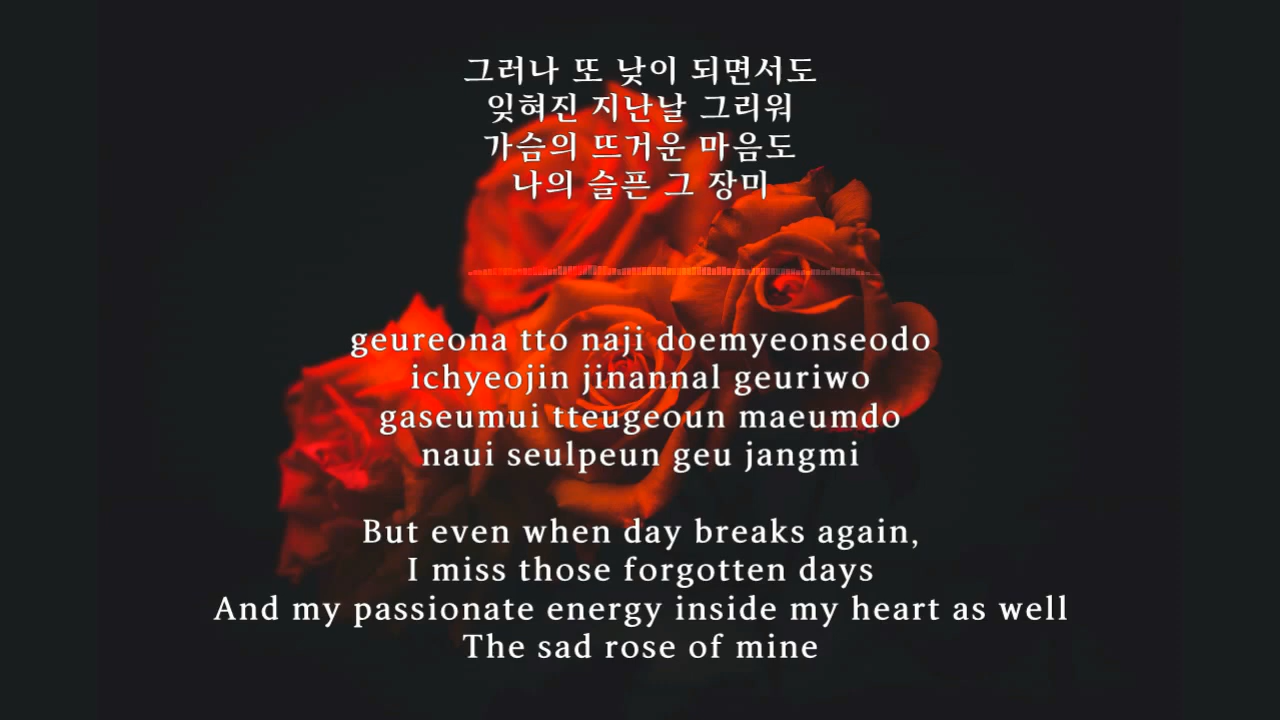 그러나 또 낮이 되면서도
잊혀진 지난날 그리워
가슴의 뜨거운 마음도
나의 슬픈 그 장미
geureona tto naji doemyeonseodo
ichyeojin jinannal geuriwo
gaseumui tteugeoun maeumdo
naui seulpeun geu jangmi
But even when day breaks again,
I miss those forgotten days
And my passionate energy inside my heart as well
The sad rose of mine